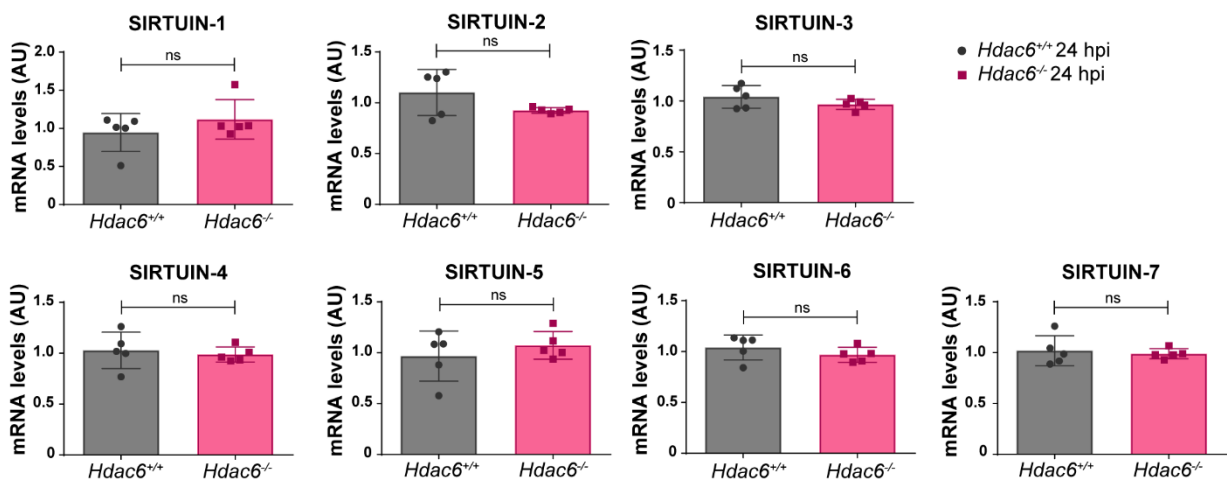 SIRTUIN-1
mRNA levels (AU)
2.0
1.5
1.0
0.5
0
ns
Hdac6+/+
Hdac6-/-
SIRTUIN-2
mRNA levels (AU)
1.5
1.0
0.5
0
ns
Hdac6+/+
Hdac6-/-
SIRTUIN-3
mRNA levels (AU)
1.5
1.0
0.5
0
ns
Hdac6+/+
Hdac6-/-
Hdac6+/+ 24 hpi
Hdac6-/- 24 hpi
SIRTUIN-4
mRNA levels (AU)
1.5
1.0
0.5
0
ns
Hdac6+/+
Hdac6-/-
SIRTUIN-5
mRNA levels (AU)
1.5
1.0
0.5
0
ns
Hdac6+/+
Hdac6-/-
SIRTUIN-6
mRNA levels (AU)
1.5
1.0
0.5
0
ns
Hdac6+/+
Hdac6-/-
SIRTUIN-7
mRNA levels (AU)
1.5
1.0
0.5
0
ns
Hdac6+/+
Hdac6-/-